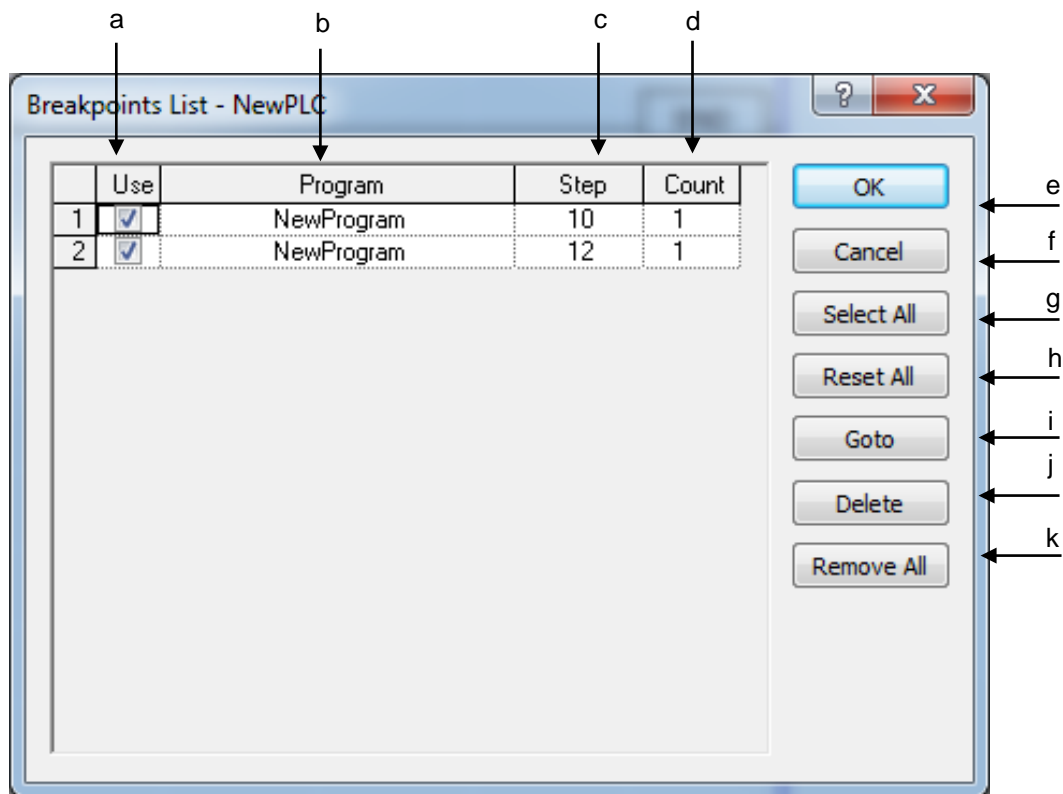 a b c d
Breakpoints List - NewPLC
Use Program Step Count
1 NewProgram 10 1
2 NewProgram 12 1
OK
e
Cancel
f
Select All
g
Reset All
h
Goto
i
Delete
j
Remove All
k